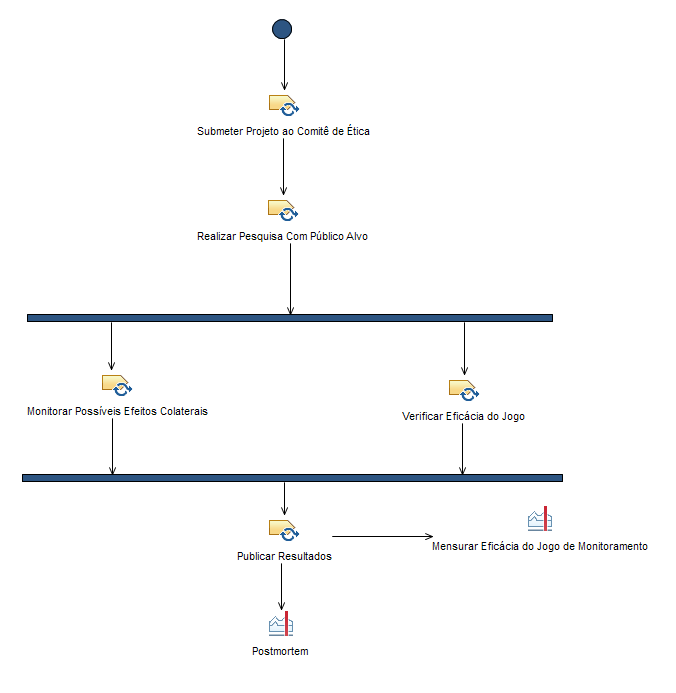 Submeter Projeto ao Comitê de Ética
Realizar Pesquisa Com Público Alvo
Monitorar Possíveis Efeitos Colaterais
Verificar Eficácia do Jogo
Publicar Resultados
Mensurar Eficácia do Jogo de Monitoramento
Postmortem